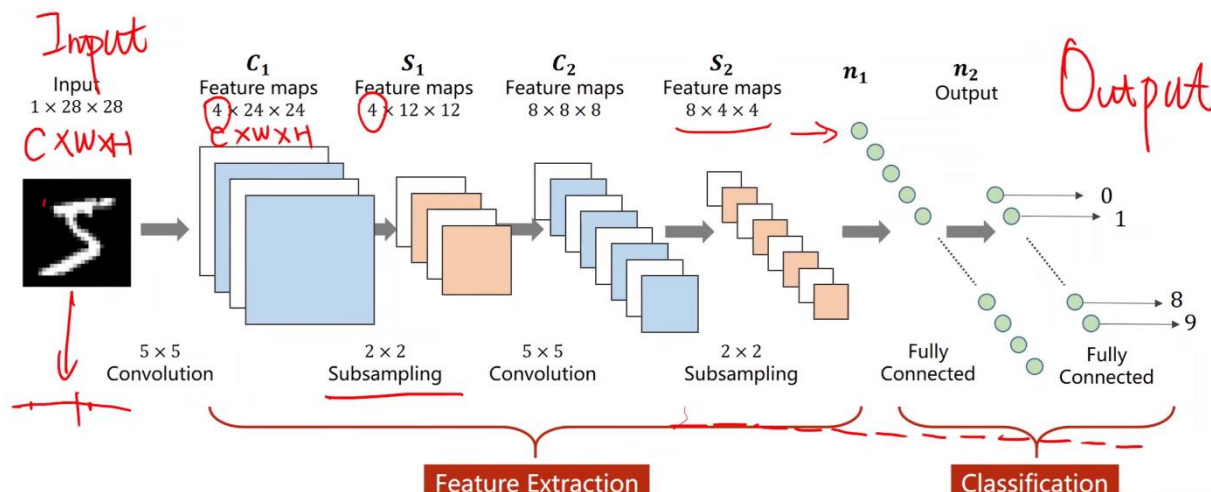 Input
Output
C₁
S₁
C₂
S₂
n₁
n₂
Input
Feature maps
Feature maps
Feature maps
Feature maps
Output
1 × 28 × 28
4 × 24 × 24
4 × 12 × 12
8 × 8 × 8
8 × 4 × 4
C×W×H
C×W×H
0
1
8
9
5 × 5
Convolution
2 × 2
Subsampling
5 × 5
Convolution
2 × 2
Subsampling
Fully
Connected
Fully
Connected
Feature Extraction
Classification